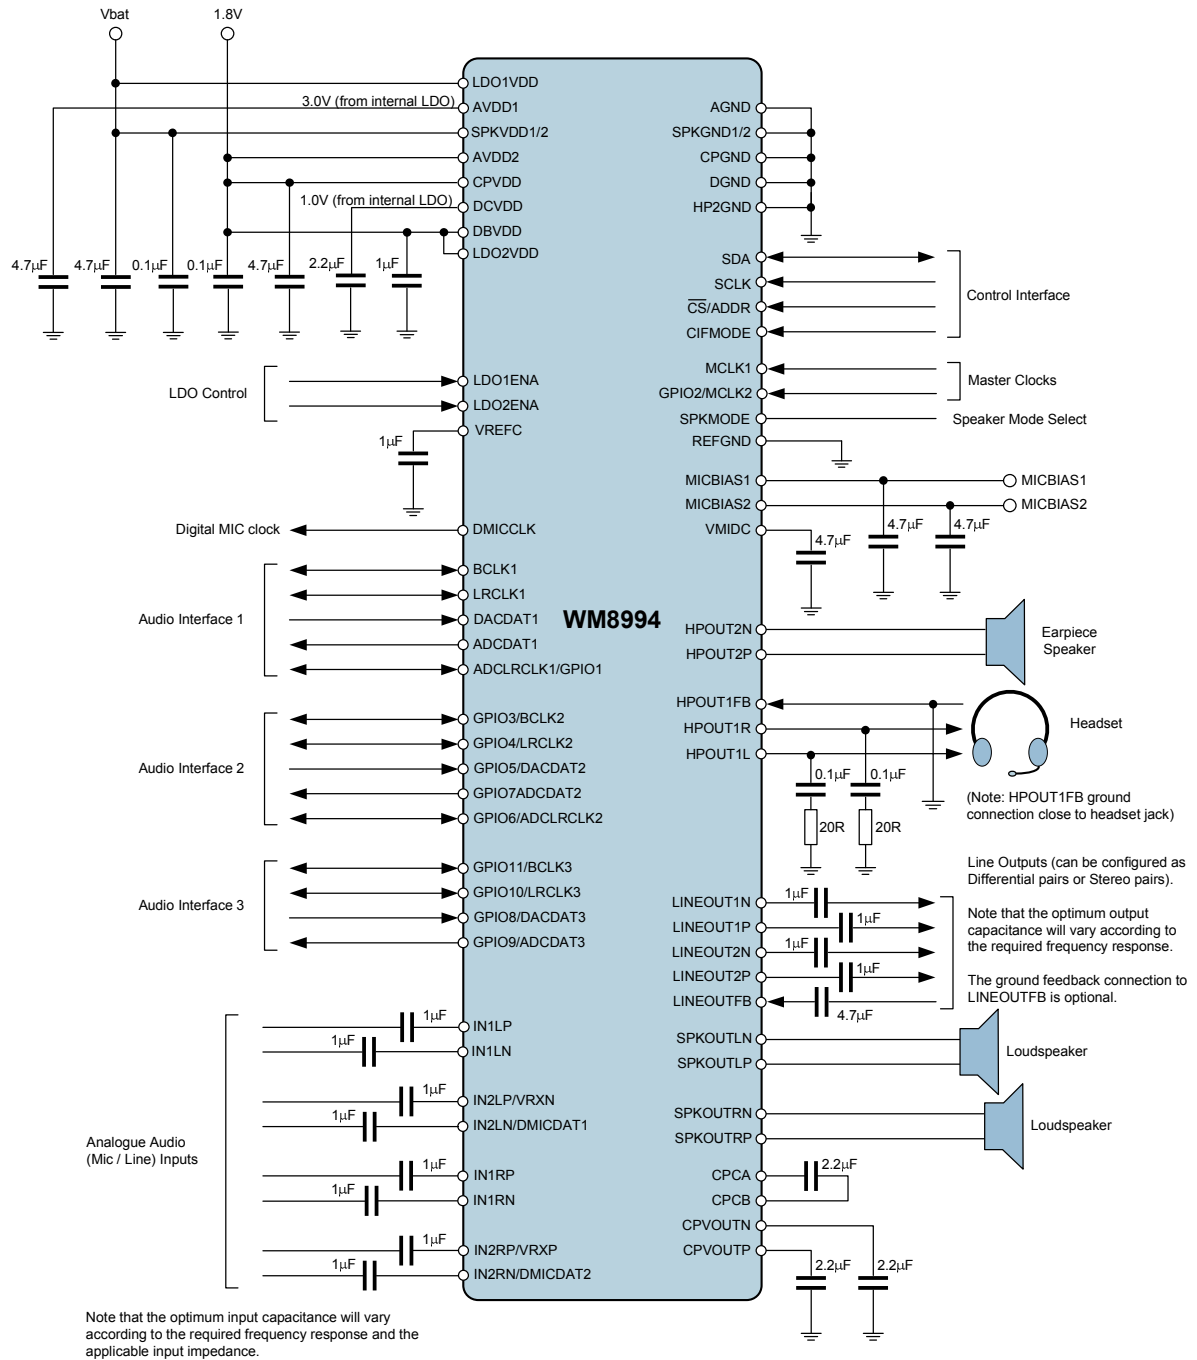 Vbat
1.8V
LDO1VDD
3.0V (from internal LDO)
AVDD1
SPKVDD1/2
AVDD2
CPVDD
1.0V (from internal LDO)
DCVDD
DBVDD
LDO2VDD
4.7µF
4.7µF
0.1µF
0.1µF
4.7µF
2.2µF
1µF
LDO Control
LDO1ENA
LDO2ENA
VREFC
1µF
Digital MIC clock
DMICCLK
Audio Interface 1
BCLK1
LRCLK1
DACDAT1
ADCDAT1
ADCLRCLK1/GPIO1
Audio Interface 2
GPIO3/BCLK2
GPIO4/LRCLK2
GPIO5/DACDAT2
GPIO7ADCDAT2
GPIO6/ADCLRCLK2
Audio Interface 3
GPIO11/BCLK3
GPIO10/LRCLK3
GPIO8/DACDAT3
GPIO9/ADCDAT3
Analogue Audio
(Mic / Line) Inputs
1µF
IN1LP
1µF
IN1LN
1µF
IN2LP/VRXN
1µF
IN2LN/DMICDAT1
1µF
IN1RP
1µF
IN1RN
1µF
IN2RP/VRXP
1µF
IN2RN/DMICDAT2
Note that the optimum input capacitance will vary
according to the required frequency response and the
applicable input impedance.
WM8994
AGND
SPKGND1/2
CPGND
DGND
HP2GND
SDA
SCLK
CS/ADDR
CIFMODE
Control Interface
MCLK1
GPIO2/MCLK2
Master Clocks
SPKMODE
Speaker Mode Select
REFGND
MICBIAS1
MICBIAS1
MICBIAS2
MICBIAS2
VMIDC
4.7µF
4.7µF
4.7µF
HPOUT2N
HPOUT2P
Earpiece
Speaker
HPOUT1FB
HPOUT1R
HPOUT1L
Headset
0.1µF
0.1µF
20R
20R
(Note: HPOUT1FB ground
connection close to headset jack)
Line Outputs (can be configured as
Differential pairs or Stereo pairs).
Note that the optimum output
capacitance will vary according to
the required frequency response.
The ground feedback connection to
LINEOUTFB is optional.
LINEOUT1N
1µF
LINEOUT1P
1µF
LINEOUT2N
1µF
LINEOUT2P
1µF
LINEOUTFB
4.7µF
SPKOUTLN
SPKOUTLP
Loudspeaker
SPKOUTRN
SPKOUTRP
Loudspeaker
CPCA
2.2µF
CPCB
CPVOUTN
CPVOUTP
2.2µF
2.2µF